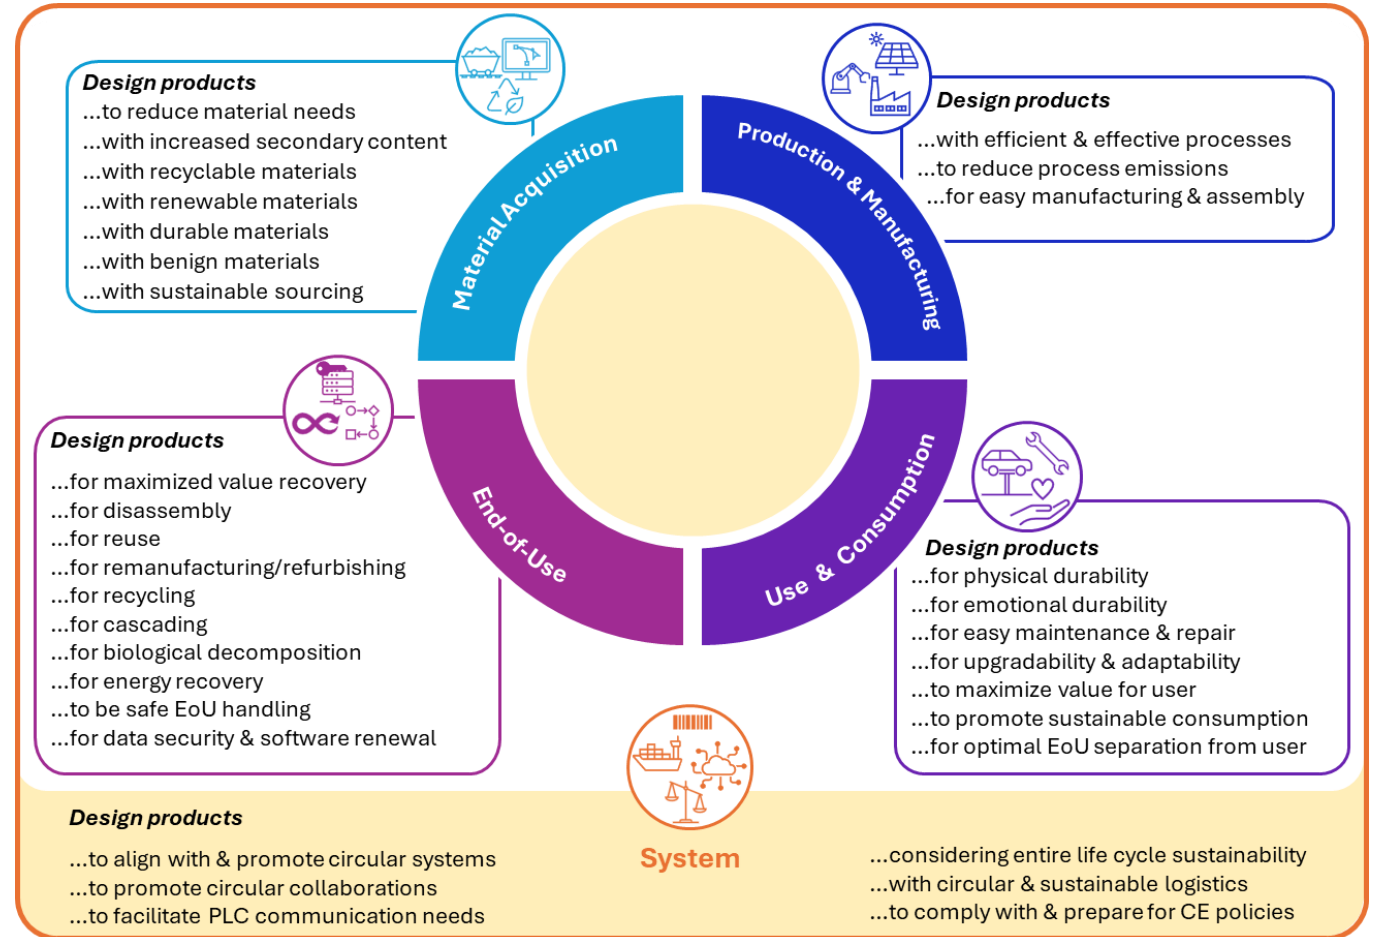 Design products
...to reduce material needs
...with increased secondary content
...with recyclable materials
...with renewable materials
...with durable materials
...with benign materials
...with sustainable sourcing
Material Acquisition
Production & Manufacturing
Design products
...with efficient & effective processes
...to reduce process emissions
...for easy manufacturing & assembly
Design products
...for maximized value recovery
...for disassembly
...for reuse
...for remanufacturing/refurbishing
...for recycling
...for cascading
...for biological decomposition
...for energy recovery
...to be safe EoU handling
...for data security & software renewal
End-of-Use
Use & Consumption
Design products
...for physical durability
...for emotional durability
...for easy maintenance & repair
...for upgradability & adaptability
...to maximize value for user
...to promote sustainable consumption
...for optimal EoU separation from user
System
Design products
...to align with & promote circular systems
...to promote circular collaborations
...to facilitate PLC communication needs
...considering entire life cycle sustainability
...with circular & sustainable logistics
...to comply with & prepare for CE policies